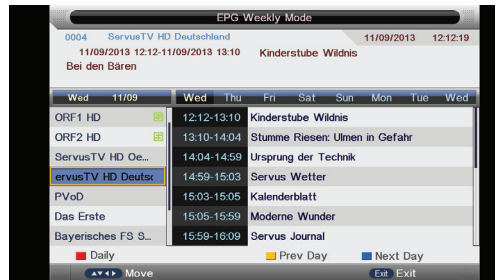 EPG Weekly Mode
0004 ServusTV HD Deutschland 11/09/2013 12:12:19
11/09/2013 12:12-11/09/2013 13:10 Kinderstube Wildnis
Bei den Bären
Wed 11/09 Wed Thu Fri Sat Sun Mon Tue Wed
ORF1 HD 12:12-13:10 Kinderstube Wildnis
ORF2 HD 13:10-14:04 Stumme Riesen: Ulmen in Gefahr
ServusTV HD Oe... 14:04-14:59 Ursprung der Technik
ervusTV HD Deutsc 14:59-15:03 Servus Wetter
PVoD 15:03-15:05 Kalenderblatt
Das Erste 15:05-15:59 Moderne Wunder
Bayerisches FS S... 15:59-16:09 Servus Journal
Daily Prev Day Next Day
Move Exit Exit